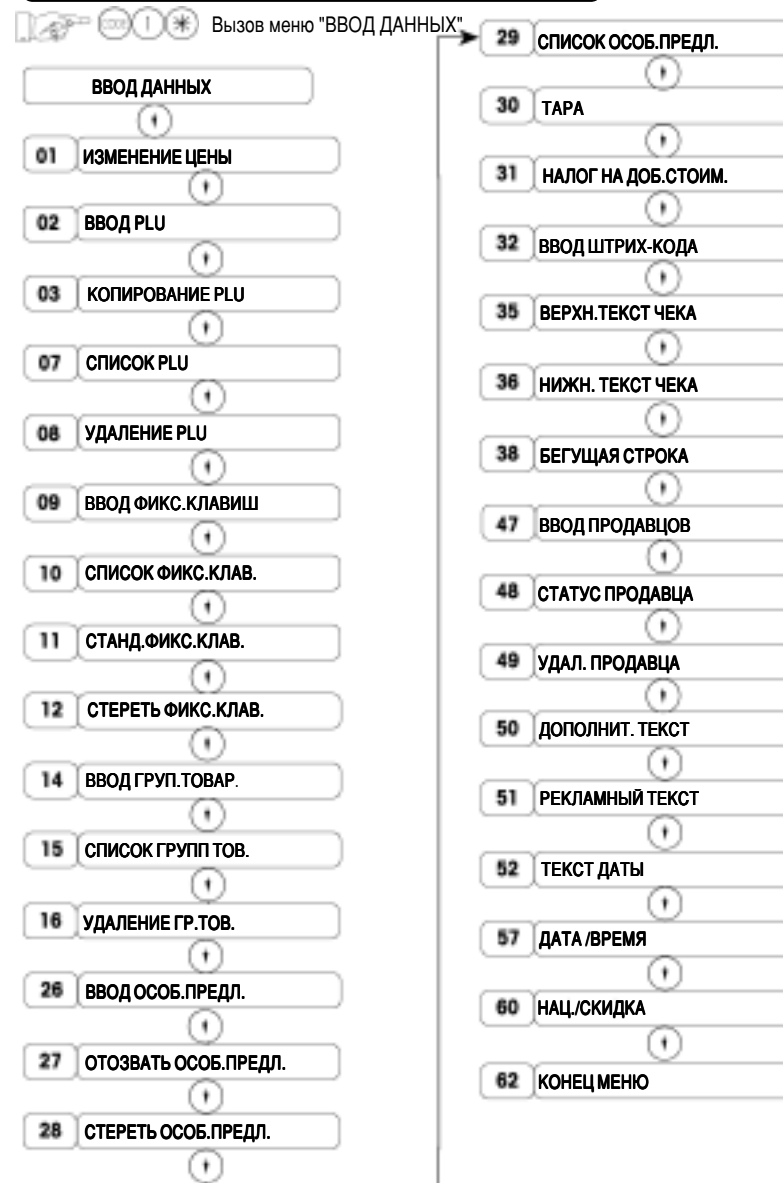 CODE 1 * Вызов меню "ВВОД ДАННЫХ"
ВВОД ДАННЫХ
01 ИЗМЕНЕНИЕ ЦЕНЫ
02 ВВОД PLU
03 КОПИРОВАНИЕ PLU
07 СПИСОК PLU
08 УДАЛЕНИЕ PLU
09 ВВОД ФИКС.КЛАВИШ
10 СПИСОК ФИКС.КЛАВ.
11 СТАНД.ФИКС.КЛАВ.
12 СТЕРЕТЬ ФИКС.КЛАВ.
14 ВВОД ГРУП.ТОВАР.
15 СПИСОК ГРУПП ТОВ.
16 УДАЛЕНИЕ ГР.ТОВ.
26 ВВОД ОСОБ.ПРЕДЛ.
27 ОТОЗВАТЬ ОСОБ.ПРЕДЛ.
28 СТЕРЕТЬ ОСОБ.ПРЕДЛ.
29 СПИСОК ОСОБ.ПРЕДЛ.
30 ТАРА
31 НАЛОГ НА ДОБ.СТОИМ.
32 ВВОД ШТРИХ-КОДА
35 ВЕРХН.ТЕКСТ ЧЕКА
36 НИЖН. ТЕКСТ ЧЕКА
38 БЕГУЩАЯ СТРОКА
47 ВВОД ПРОДАВЦОВ
48 СТАТУС ПРОДАВЦА
49 УДАЛ. ПРОДАВЦА
50 ДОПОЛНИТ. ТЕКСТ
51 РЕКЛАМНЫЙ ТЕКСТ
52 ТЕКСТ ДАТЫ
57 ДАТА /ВРЕМЯ
60 НАЦ./СКИДКА
62 КОНЕЦ МЕНЮ